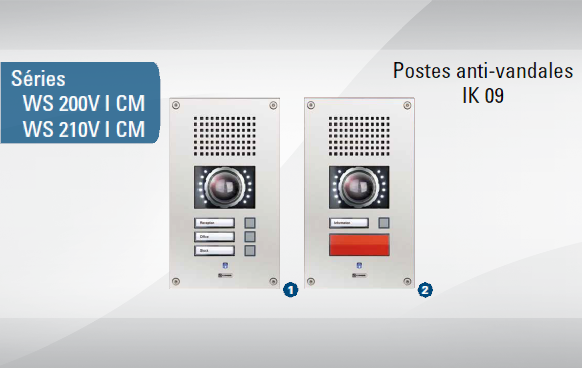 Séries
WS 200V I CM
WS 210V I CM
Postes anti-vandales
IK 09
Reception
Office
Stock
Information
1
2